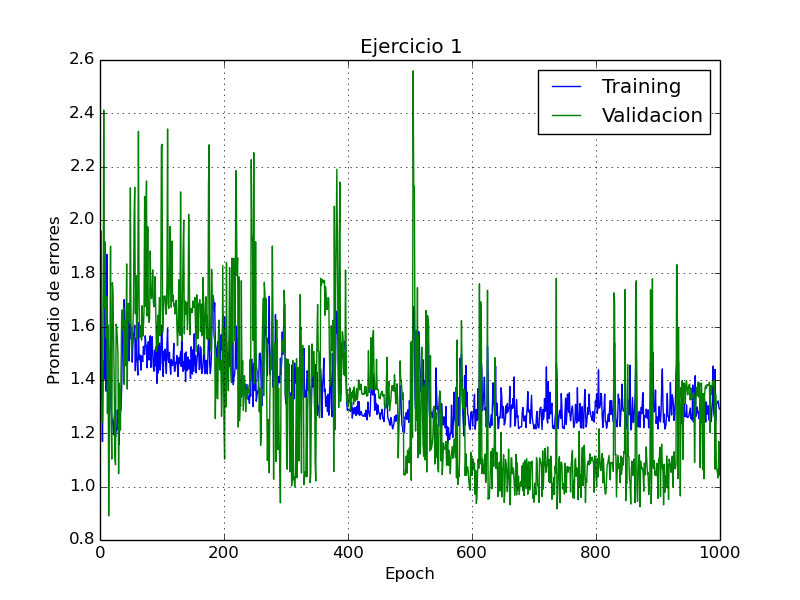 Ejercicio 1
Training
Validacion
2.6
2.4
2.2
2.0
1.8
1.6
1.4
1.2
1.0
0.8
Promedio de errores
0 200 400 600 800 1000
Epoch